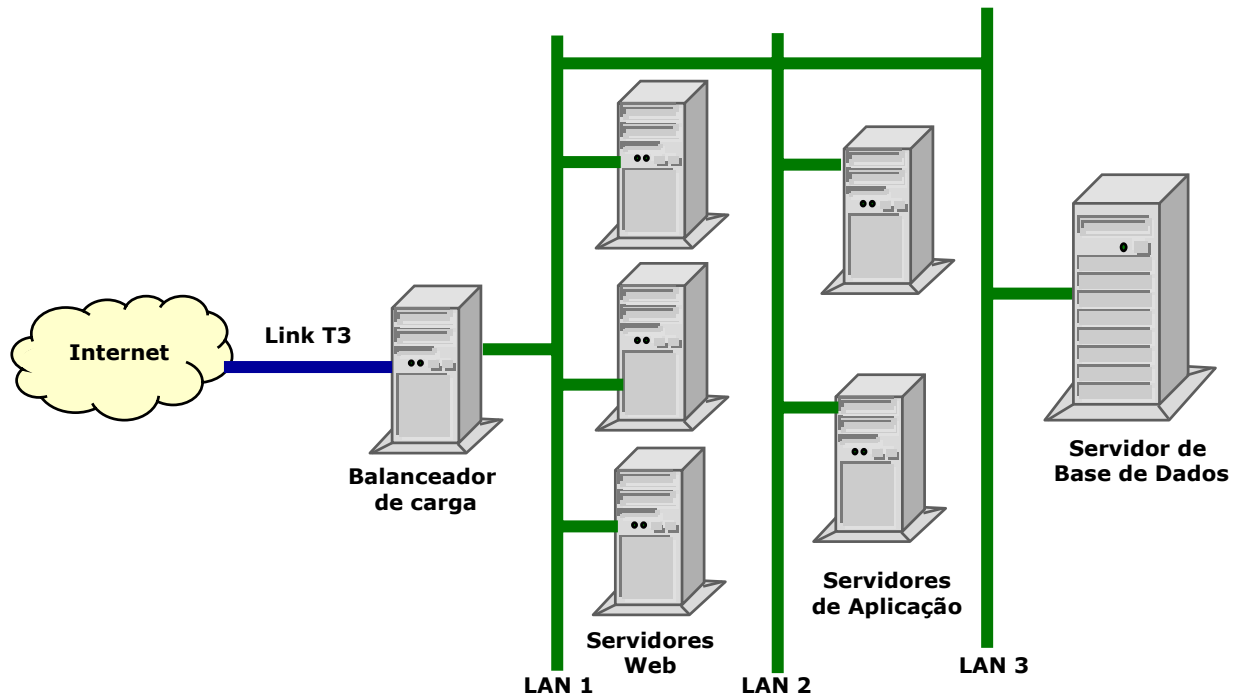 Internet
Link T3
Balanceador
de carga
Servidores
Web
LAN 1
Servidores
de Aplicação
LAN 2
Servidor de
Base de Dados
LAN 3